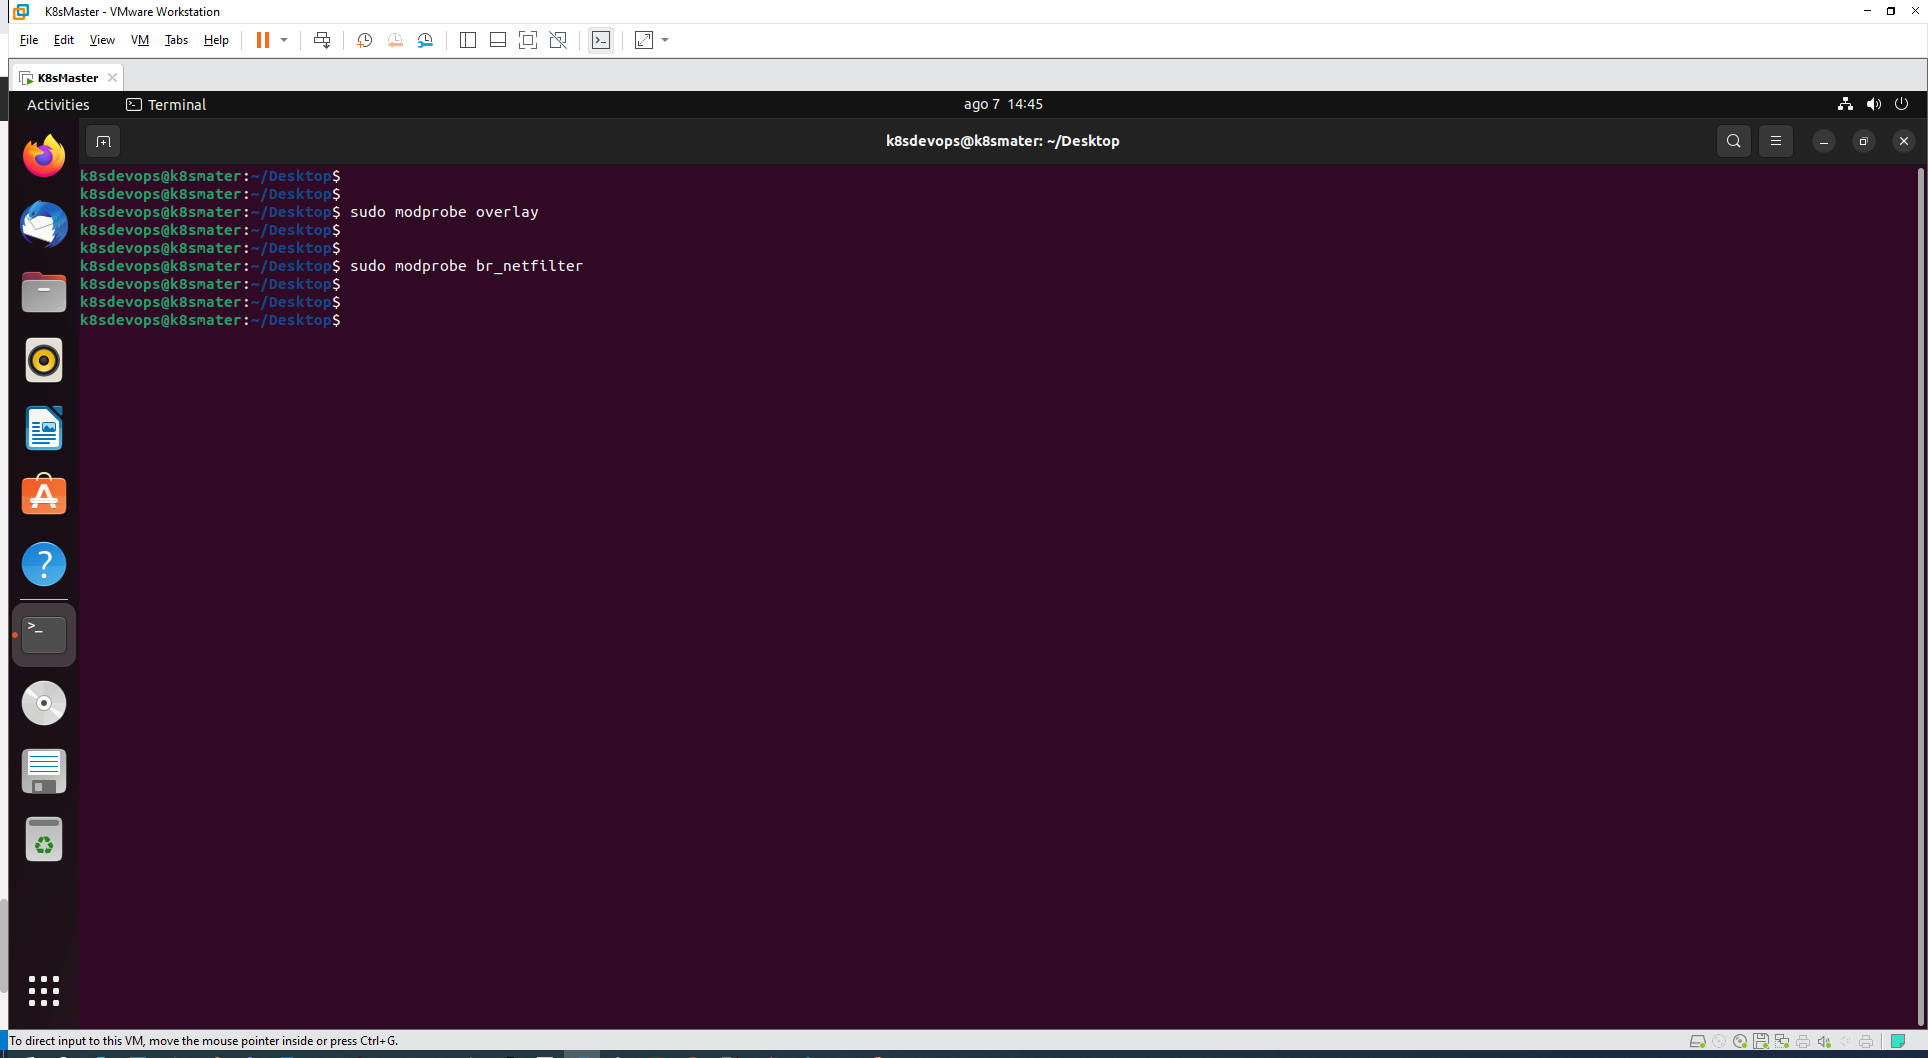 K8sMaster - VMware Workstation
File Edit View VM Tabs Help
K8sMaster
Activities Terminal ago 7 14:45
k8sdevops@k8smater: ~/Desktop
k8sdevops@k8smater:~/Desktop$
k8sdevops@k8smater:~/Desktop$
k8sdevops@k8smater:~/Desktop$ sudo modprobe overlay
k8sdevops@k8smater:~/Desktop$
k8sdevops@k8smater:~/Desktop$
k8sdevops@k8smater:~/Desktop$ sudo modprobe br_netfilter
k8sdevops@k8smater:~/Desktop$
k8sdevops@k8smater:~/Desktop$
k8sdevops@k8smater:~/Desktop$
To direct input to this VM, move the mouse pointer inside or press Ctrl+G.